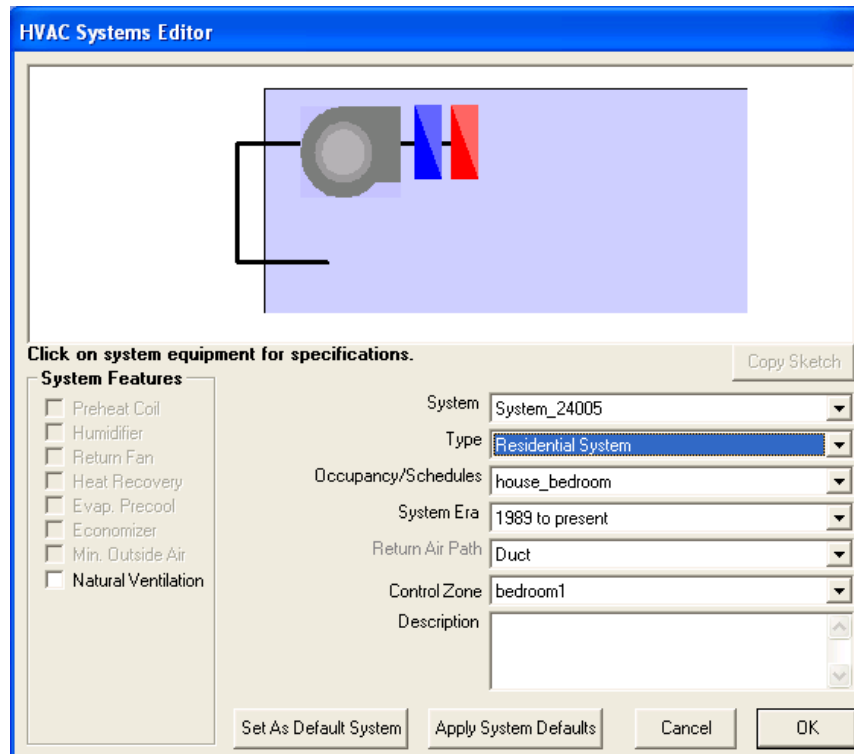 HVAC Systems Editor
Click on system equipment for specifications.
Copy Sketch
System Features
Preheat Coil
Humidifier
Return Fan
Heat Recovery
Evap. Precool
Economizer
Min. Outside Air
Natural Ventilation
System System_24005
Type Residential System
Occupancy/Schedules house_bedroom
System Era 1989 to present
Return Air Path Duct
Control Zone bedroom1
Description
Set As Default System Apply System Defaults Cancel OK